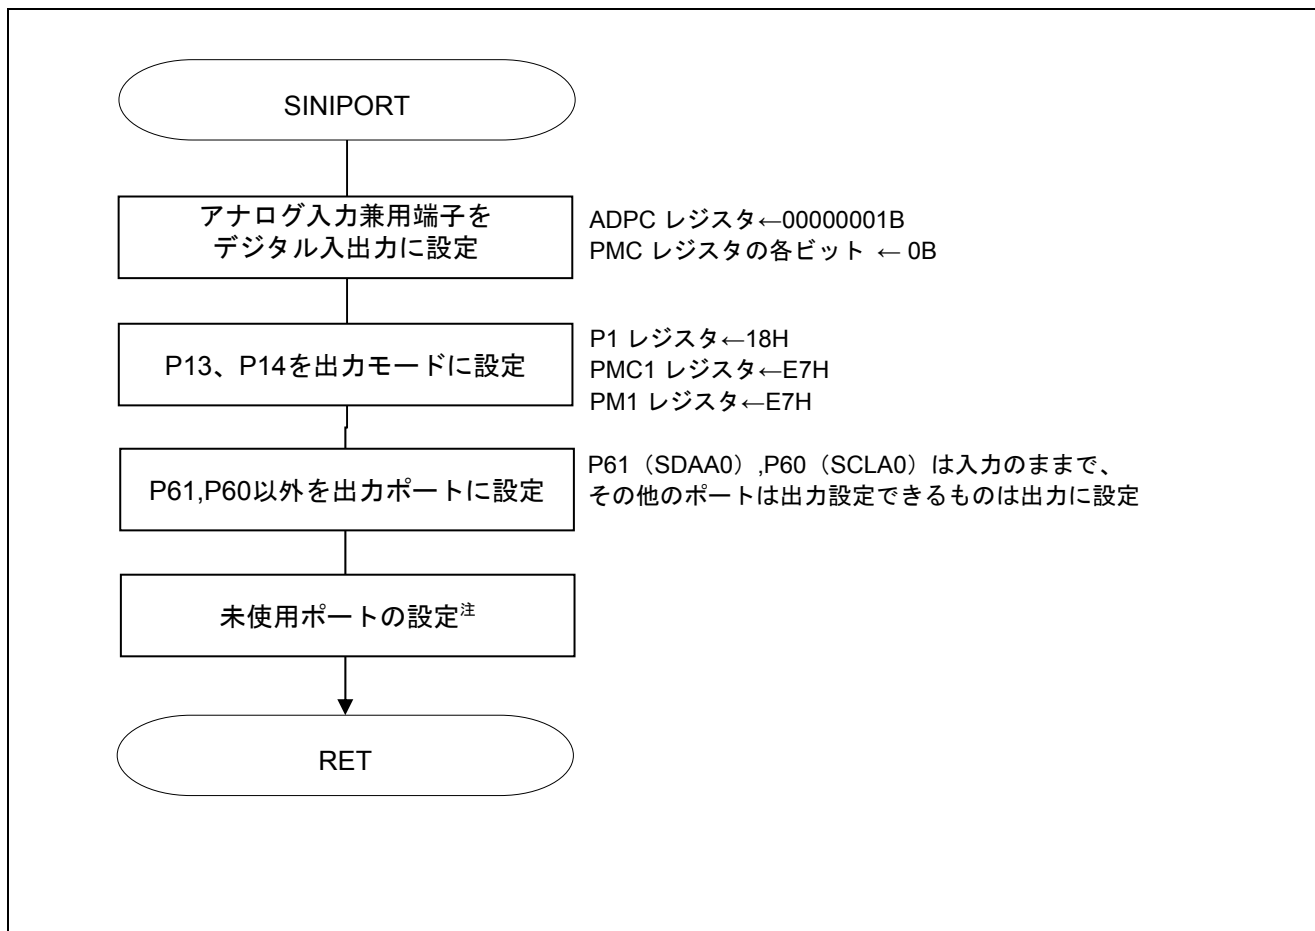 SINIPORT
アナログ入力兼用端子を
デジタル入出力に設定
ADPC レジスタ←00000001B
PMC レジスタの各ビット ← 0B
P13、P14を出力モードに設定
P1 レジスタ←18H
PMC1 レジスタ←E7H
PM1 レジスタ←E7H
P61,P60以外を出力ポートに設定
P61（SDAA0）,P60（SCLA0）は入力のままで、
その他のポートは出力設定できるものは出力に設定
未使用ポートの設定注
RET